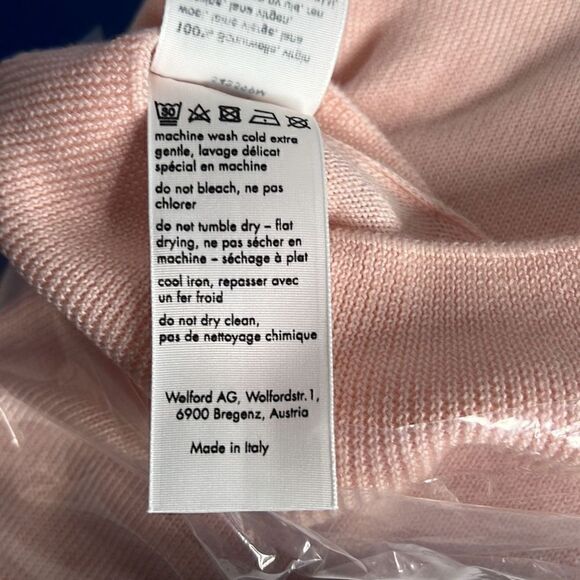 30
machine wash cold extra
gentle, lavage délicat
spécial en machine
do not bleach, ne pas
chlorer
do not tumble dry – flat
drying, ne pas sécher en
machine – séchage à plat
cool iron, repasser avec
un fer froid
do not dry clean,
pas de nettoyage chimique
Wolford AG, Wolfordstr. 1,
6900 Bregenz, Austria
Made in Italy